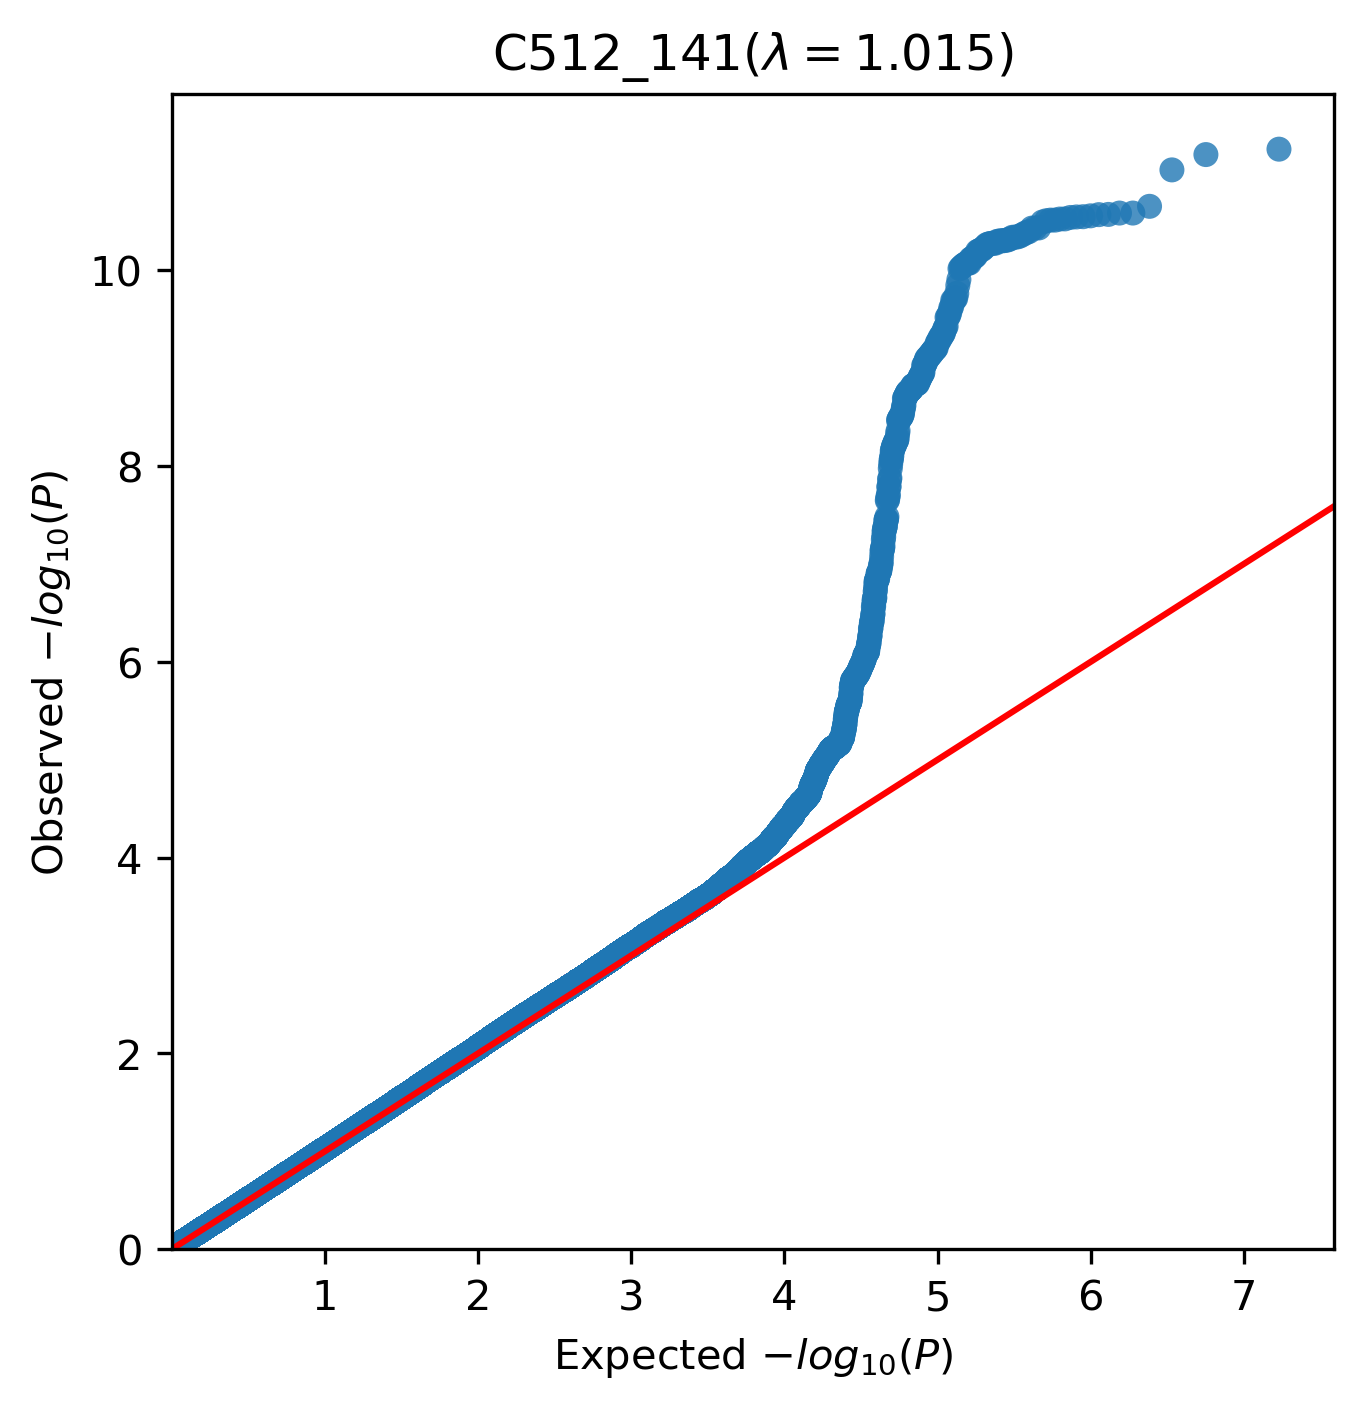 C512_141(λ = 1.015)
Observed −log₁₀(P)
10
8
6
4
2
0
1 2 3 4 5 6 7
Expected −log₁₀(P)